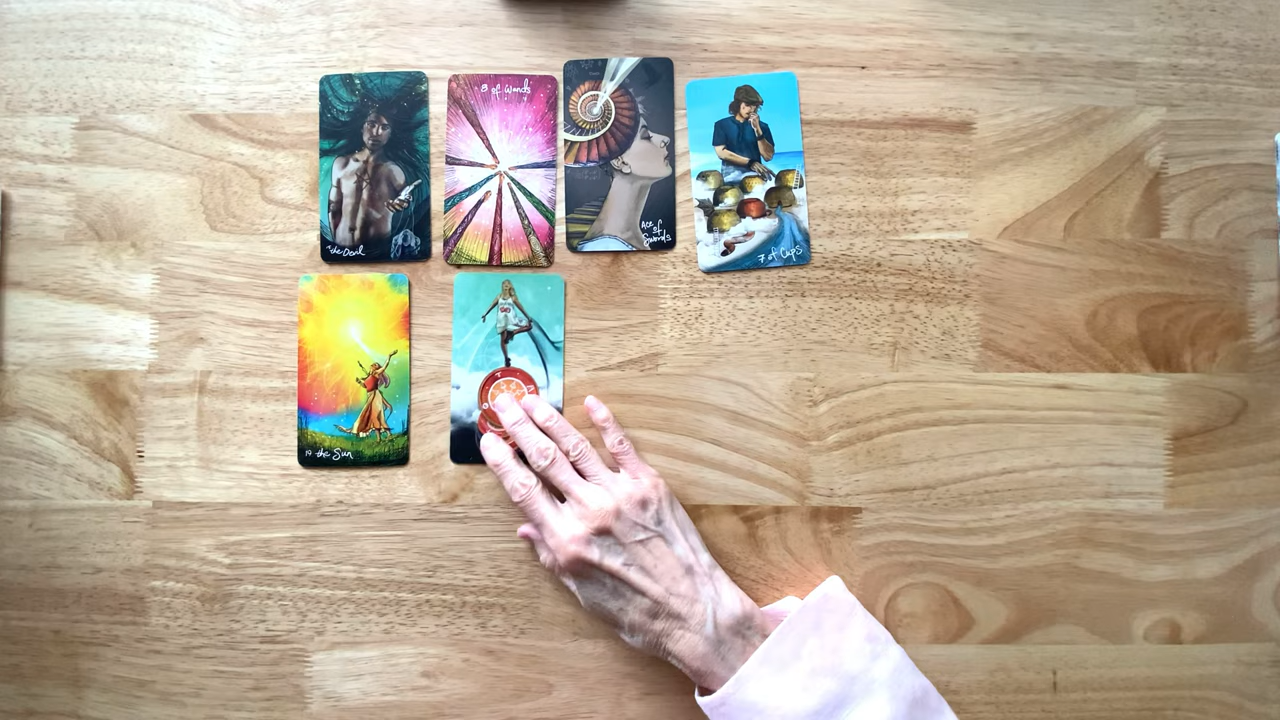 the Devil
8 of Wands
Ace
of
Swords
7 of Cups
19 the Sun